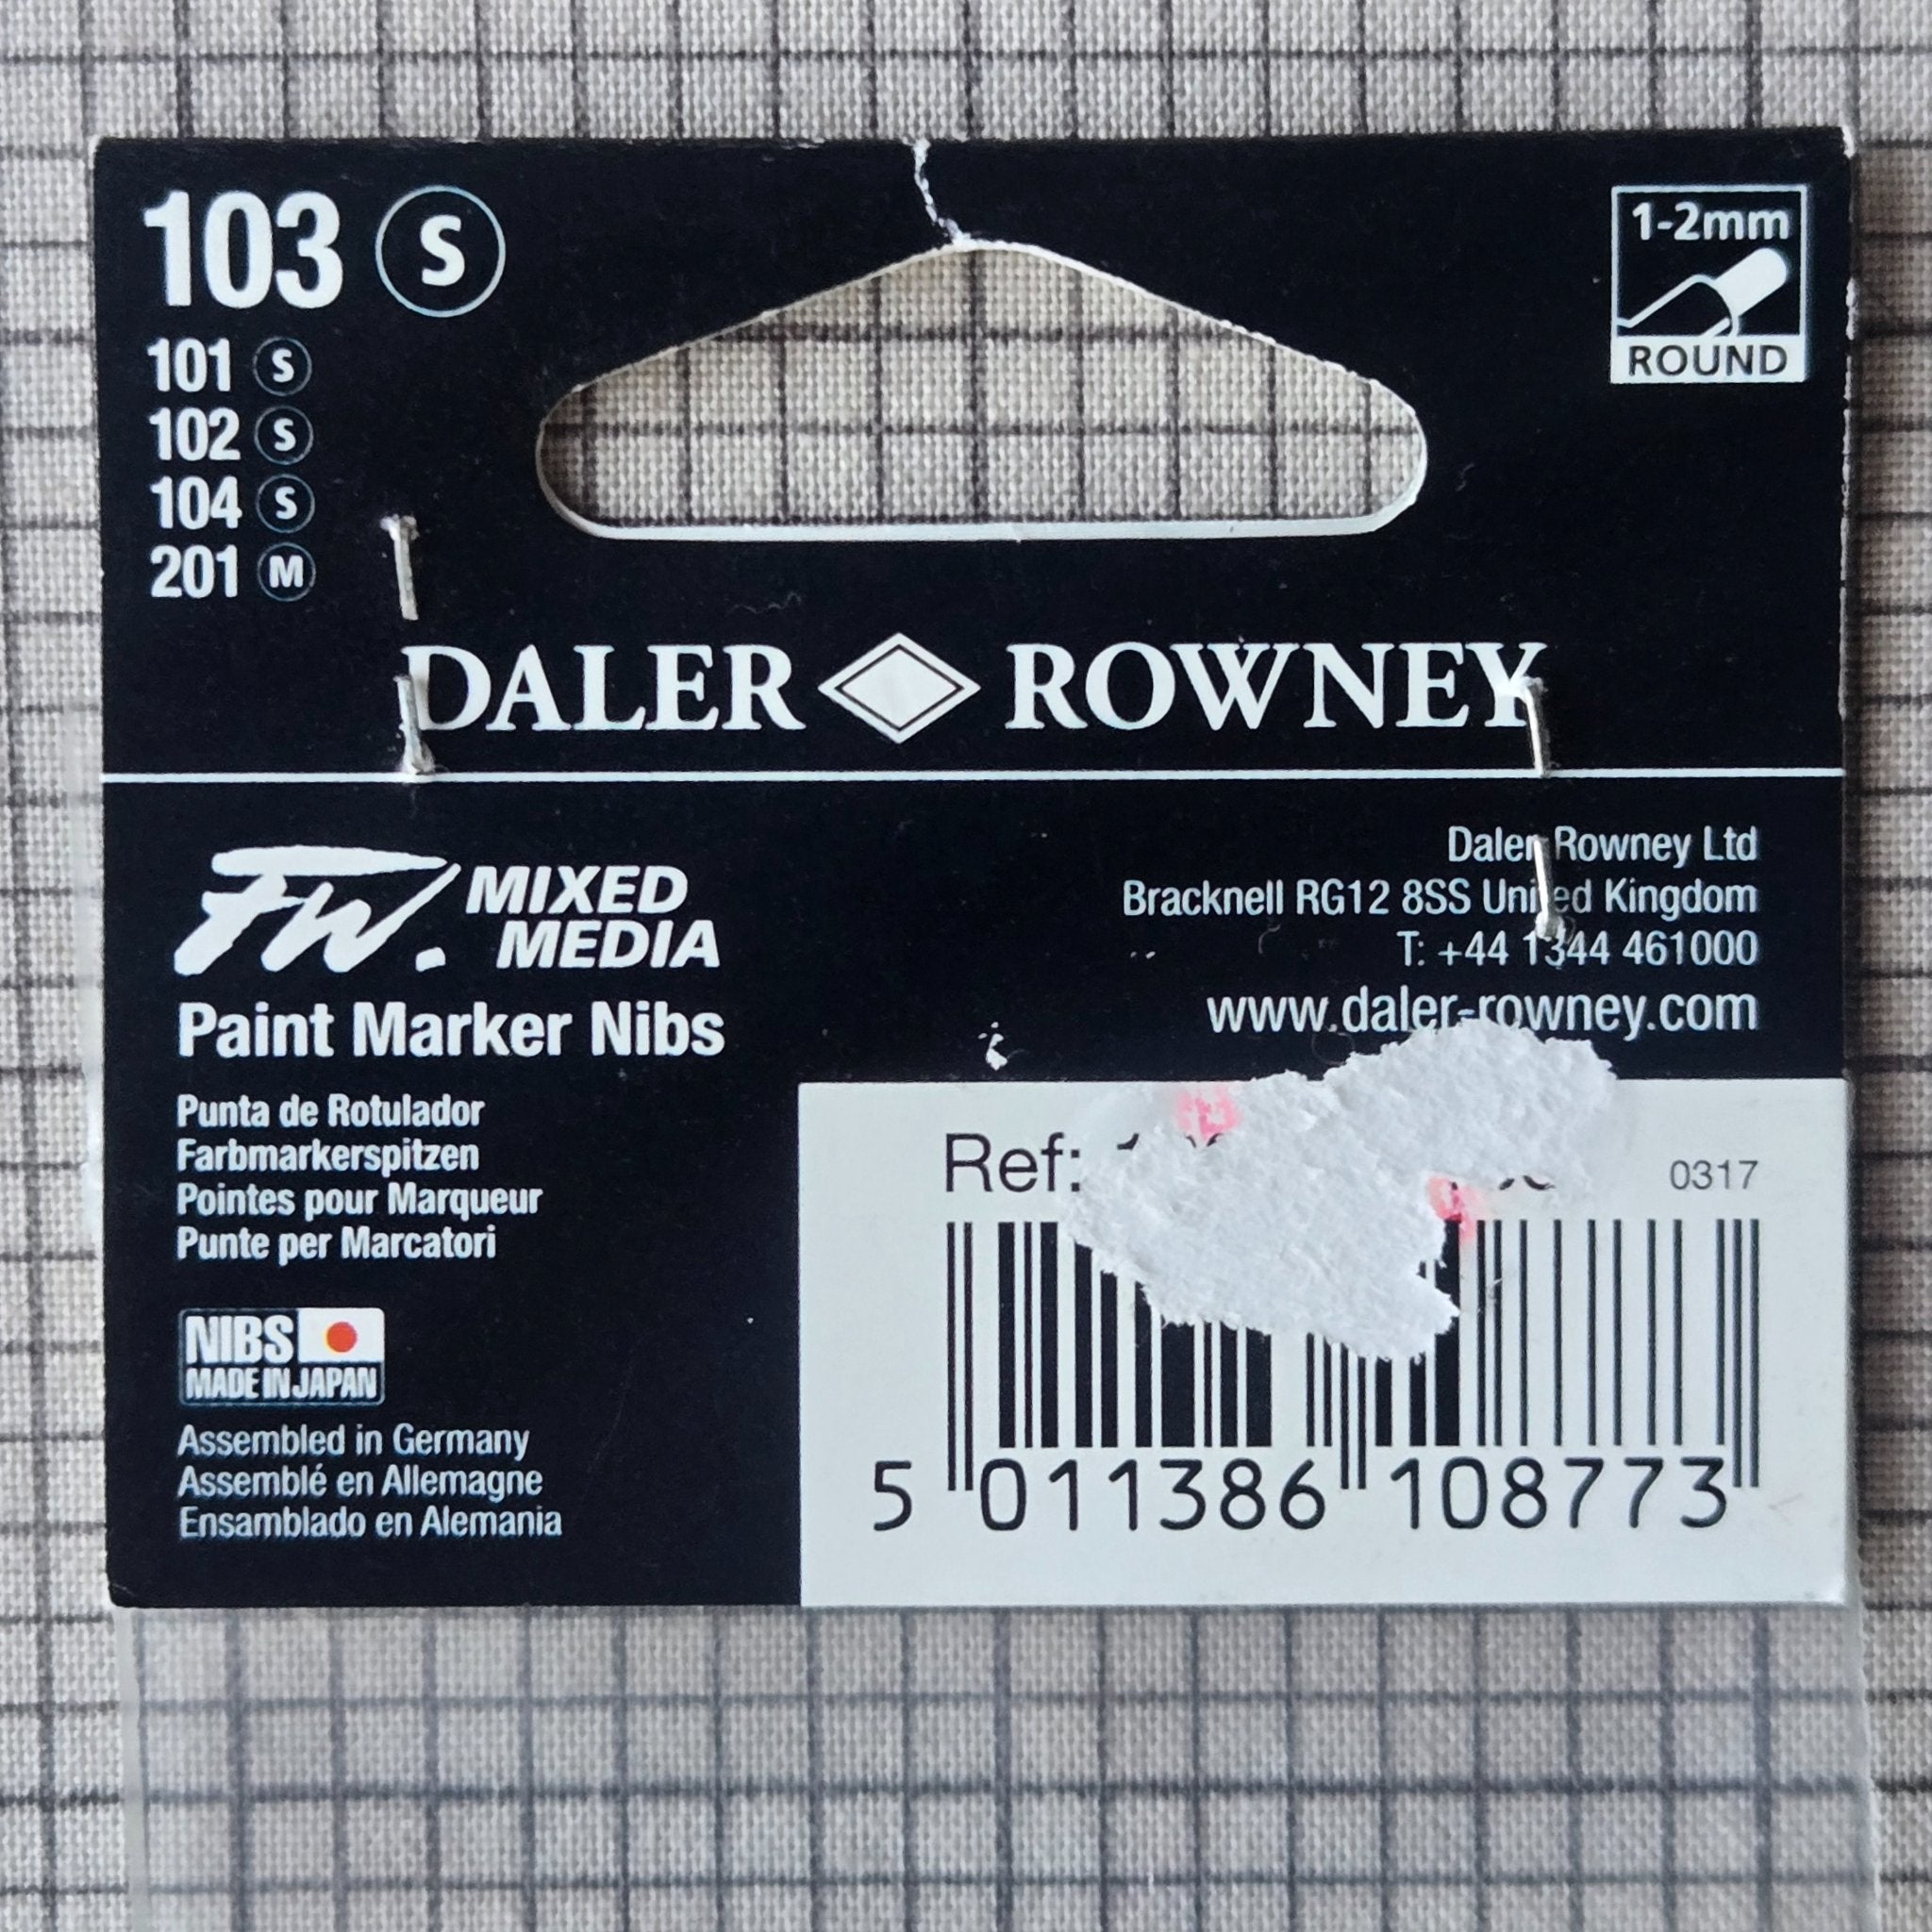 103 S
101 S
102 S
104 S
201 M
1-2mm
ROUND
DALER ROWNEY
FW. MIXED
MEDIA
Paint Marker Nibs
Punta de Rotulador
Farbmarkerspitzen
Pointes pour Marqueur
Punte per Marcatori
NIBS
MADE IN JAPAN
Assembled in Germany
Assemblé en Allemagne
Ensamblado en Alemania
Daler Rowney Ltd
Bracknell RG12 8SS United Kingdom
T: +44 1344 461000
www.daler-rowney.com
Ref:
0317
5 011386 108773